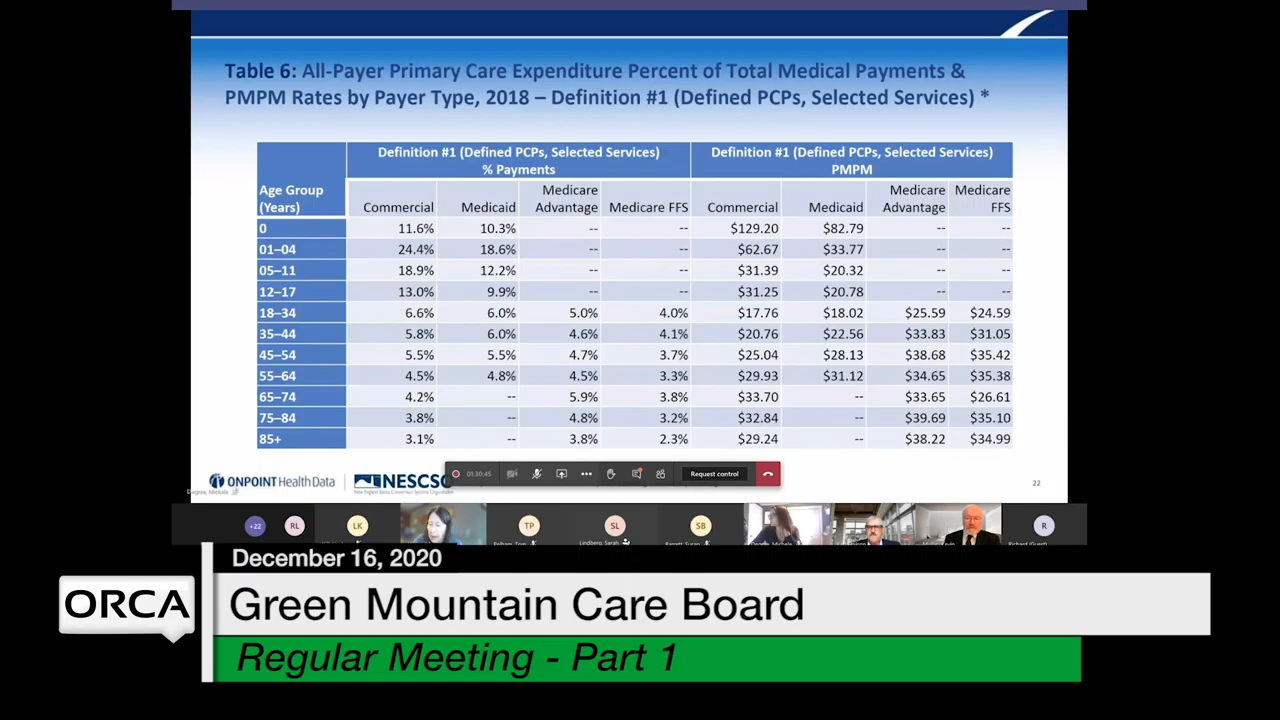 Table 6: All-Payer Primary Care Expenditure Percent of Total Medical Payments &
PMPM Rates by Payer Type, 2018 – Definition #1 (Defined PCPs, Selected Services) *
Definition #1 (Defined PCPs, Selected Services) % Payments Definition #1 (Defined PCPs, Selected Services) PMPM
Age Group (Years) Commercial Medicaid Medicare Advantage Medicare FFS Commercial Medicaid Medicare Advantage Medicare FFS
0 11.6% 10.3% -- -- $129.20 $82.79 -- --
01–04 24.4% 18.6% -- -- $62.67 $33.77 -- --
05–11 18.9% 12.2% -- -- $31.39 $20.32 -- --
12–17 13.0% 9.9% -- -- $31.25 $20.78 -- --
18–34 6.6% 6.0% 5.0% 4.0% $17.76 $18.02 $25.59 $24.59
35–44 5.8% 6.0% 4.6% 4.1% $20.76 $22.56 $33.83 $31.05
45–54 5.5% 5.5% 4.7% 3.7% $25.04 $28.13 $38.68 $35.42
55–64 4.5% 4.8% 4.5% 3.3% $29.93 $31.12 $34.65 $35.38
65–74 4.2% -- 5.9% 3.8% $33.70 -- $33.65 $26.61
75–84 3.8% -- 4.8% 3.2% $32.84 -- $39.69 $35.10
85+ 3.1% -- 3.8% 2.3% $29.24 -- $38.22 $34.99
ONPOINT Health Data NESCSO
01:30:45 Request control
22
+22 RL LK TP SL SB R
December 16, 2020
ORCA
Green Mountain Care Board
Regular Meeting - Part 1